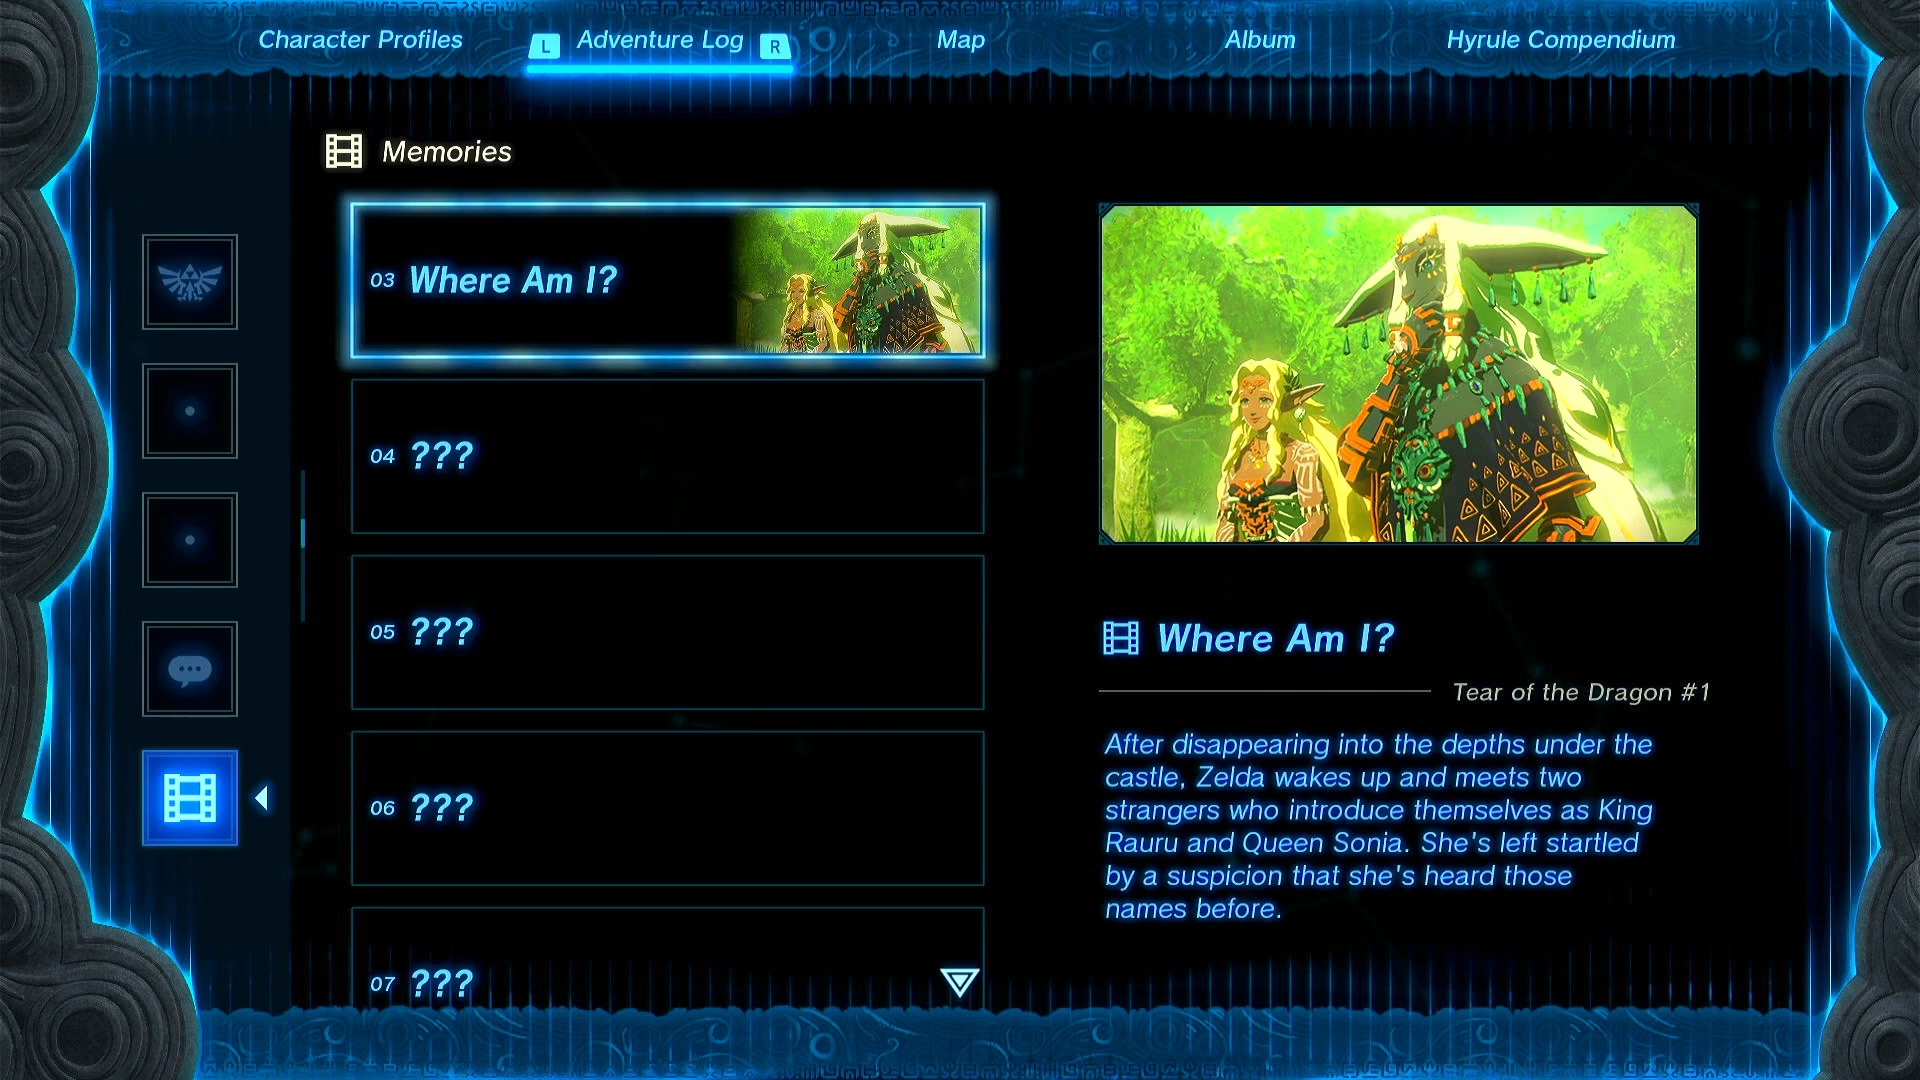 Character Profiles
L Adventure Log R
Map
Album
Hyrule Compendium
Memories
03 Where Am I?
04 ???
05 ???
06 ???
07 ???
Where Am I?
Tear of the Dragon #1
After disappearing into the depths under the
castle, Zelda wakes up and meets two
strangers who introduce themselves as King
Rauru and Queen Sonia. She's left startled
by a suspicion that she's heard those
names before.